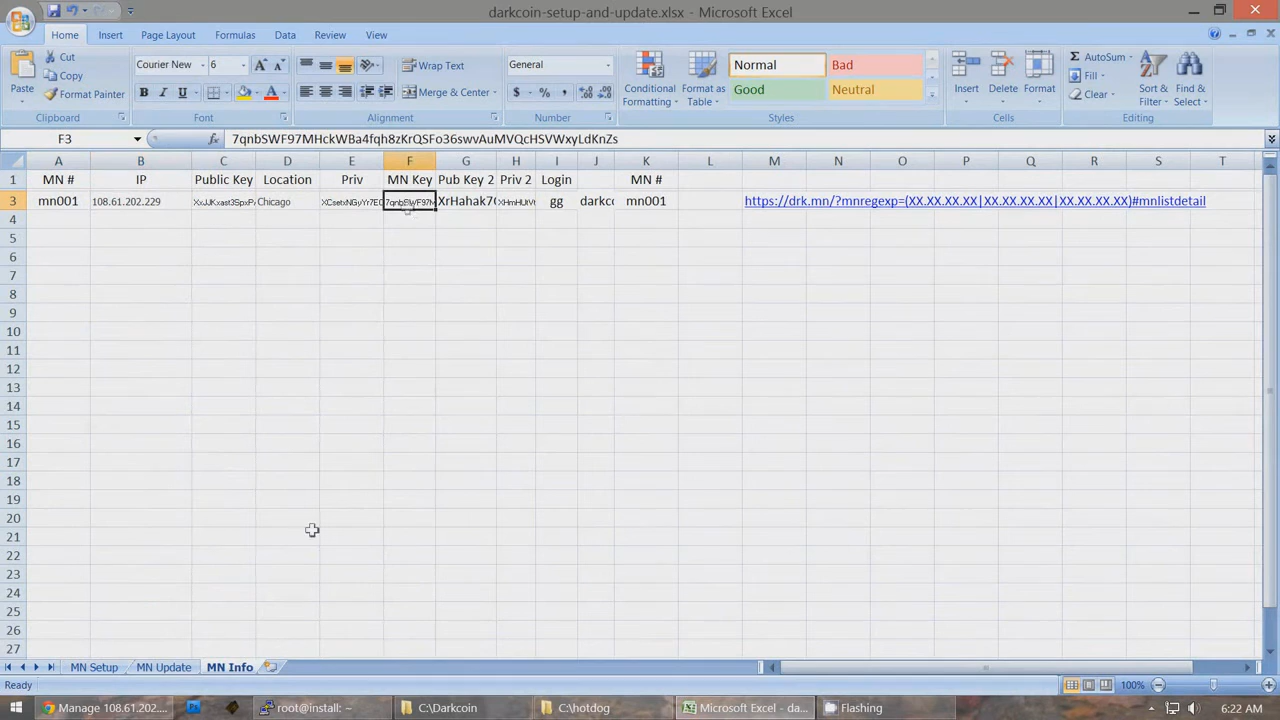 darkcoin-setup-and-update.xlsx - Microsoft Excel
Home Insert Page Layout Formulas Data Review View
Paste
Cut
Copy
Format Painter
Clipboard
Courier New 6
B I U
Font
Wrap Text
Merge & Center
Alignment
General
$ % ,
Number
Conditional Formatting
Format as Table
Normal Bad
Good Neutral
Styles
Insert Delete Format
Cells
Σ AutoSum
Fill
Clear
Sort & Filter
Find & Select
Editing
F3 fx 7qnbSWF97MHckWBa4fqh8zKrQSFo36swvAuMVQcHSVWxyLdKnZs
A B C D E F G H I J K L M N O P Q R S T
1 MN # IP Public Key Location Priv MN Key Pub Key 2 Priv 2 Login MN #
3 mn001 108.61.202.229 Chicago XrHahak7 gg darkc mn001 https://drk.mn/?mnregexp=(XX.XX.XX.XX|XX.XX.XX.XX|XX.XX.XX.XX)#mnlistdetail
4
5
6
7
8
9
10
11
12
13
14
15
16
17
18
19
20
21
22
23
24
25
26
27
MN Setup MN Update MN Info
Ready 100%
Manage 108.61.202.... root@install: ~ C:\Darkcoin C:\hotdog Microsoft Excel - da... Flashing 6:22 AM